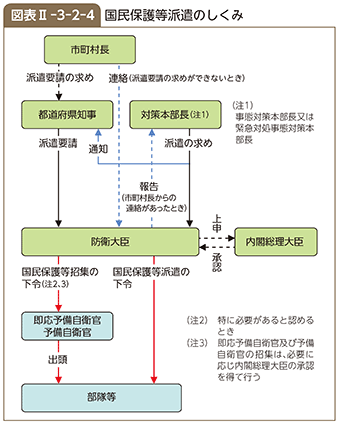 図表Ⅱ-3-2-4 国民保護等派遣のしくみ
市町村長
派遣要請の求め
連絡(派遣要請の求めができないとき)
都道府県知事
対策本部長(注1)
(注1)
事態対策本部長又は
緊急対処事態対策本
部長
派遣要請
通知
派遣の求め
報告
(市町村長からの
連絡があったとき)
上申
防衛大臣
内閣総理大臣
承認
国民保護等招集の
下令(注2、3)
国民保護等派遣の
下令
即応予備自衛官
予備自衛官
(注2) 特に必要があると認める
とき
(注3) 即応予備自衛官及び予備
自衛官の招集は、必要に
応じ内閣総理大臣の承認
を得て行う
出頭
部隊等